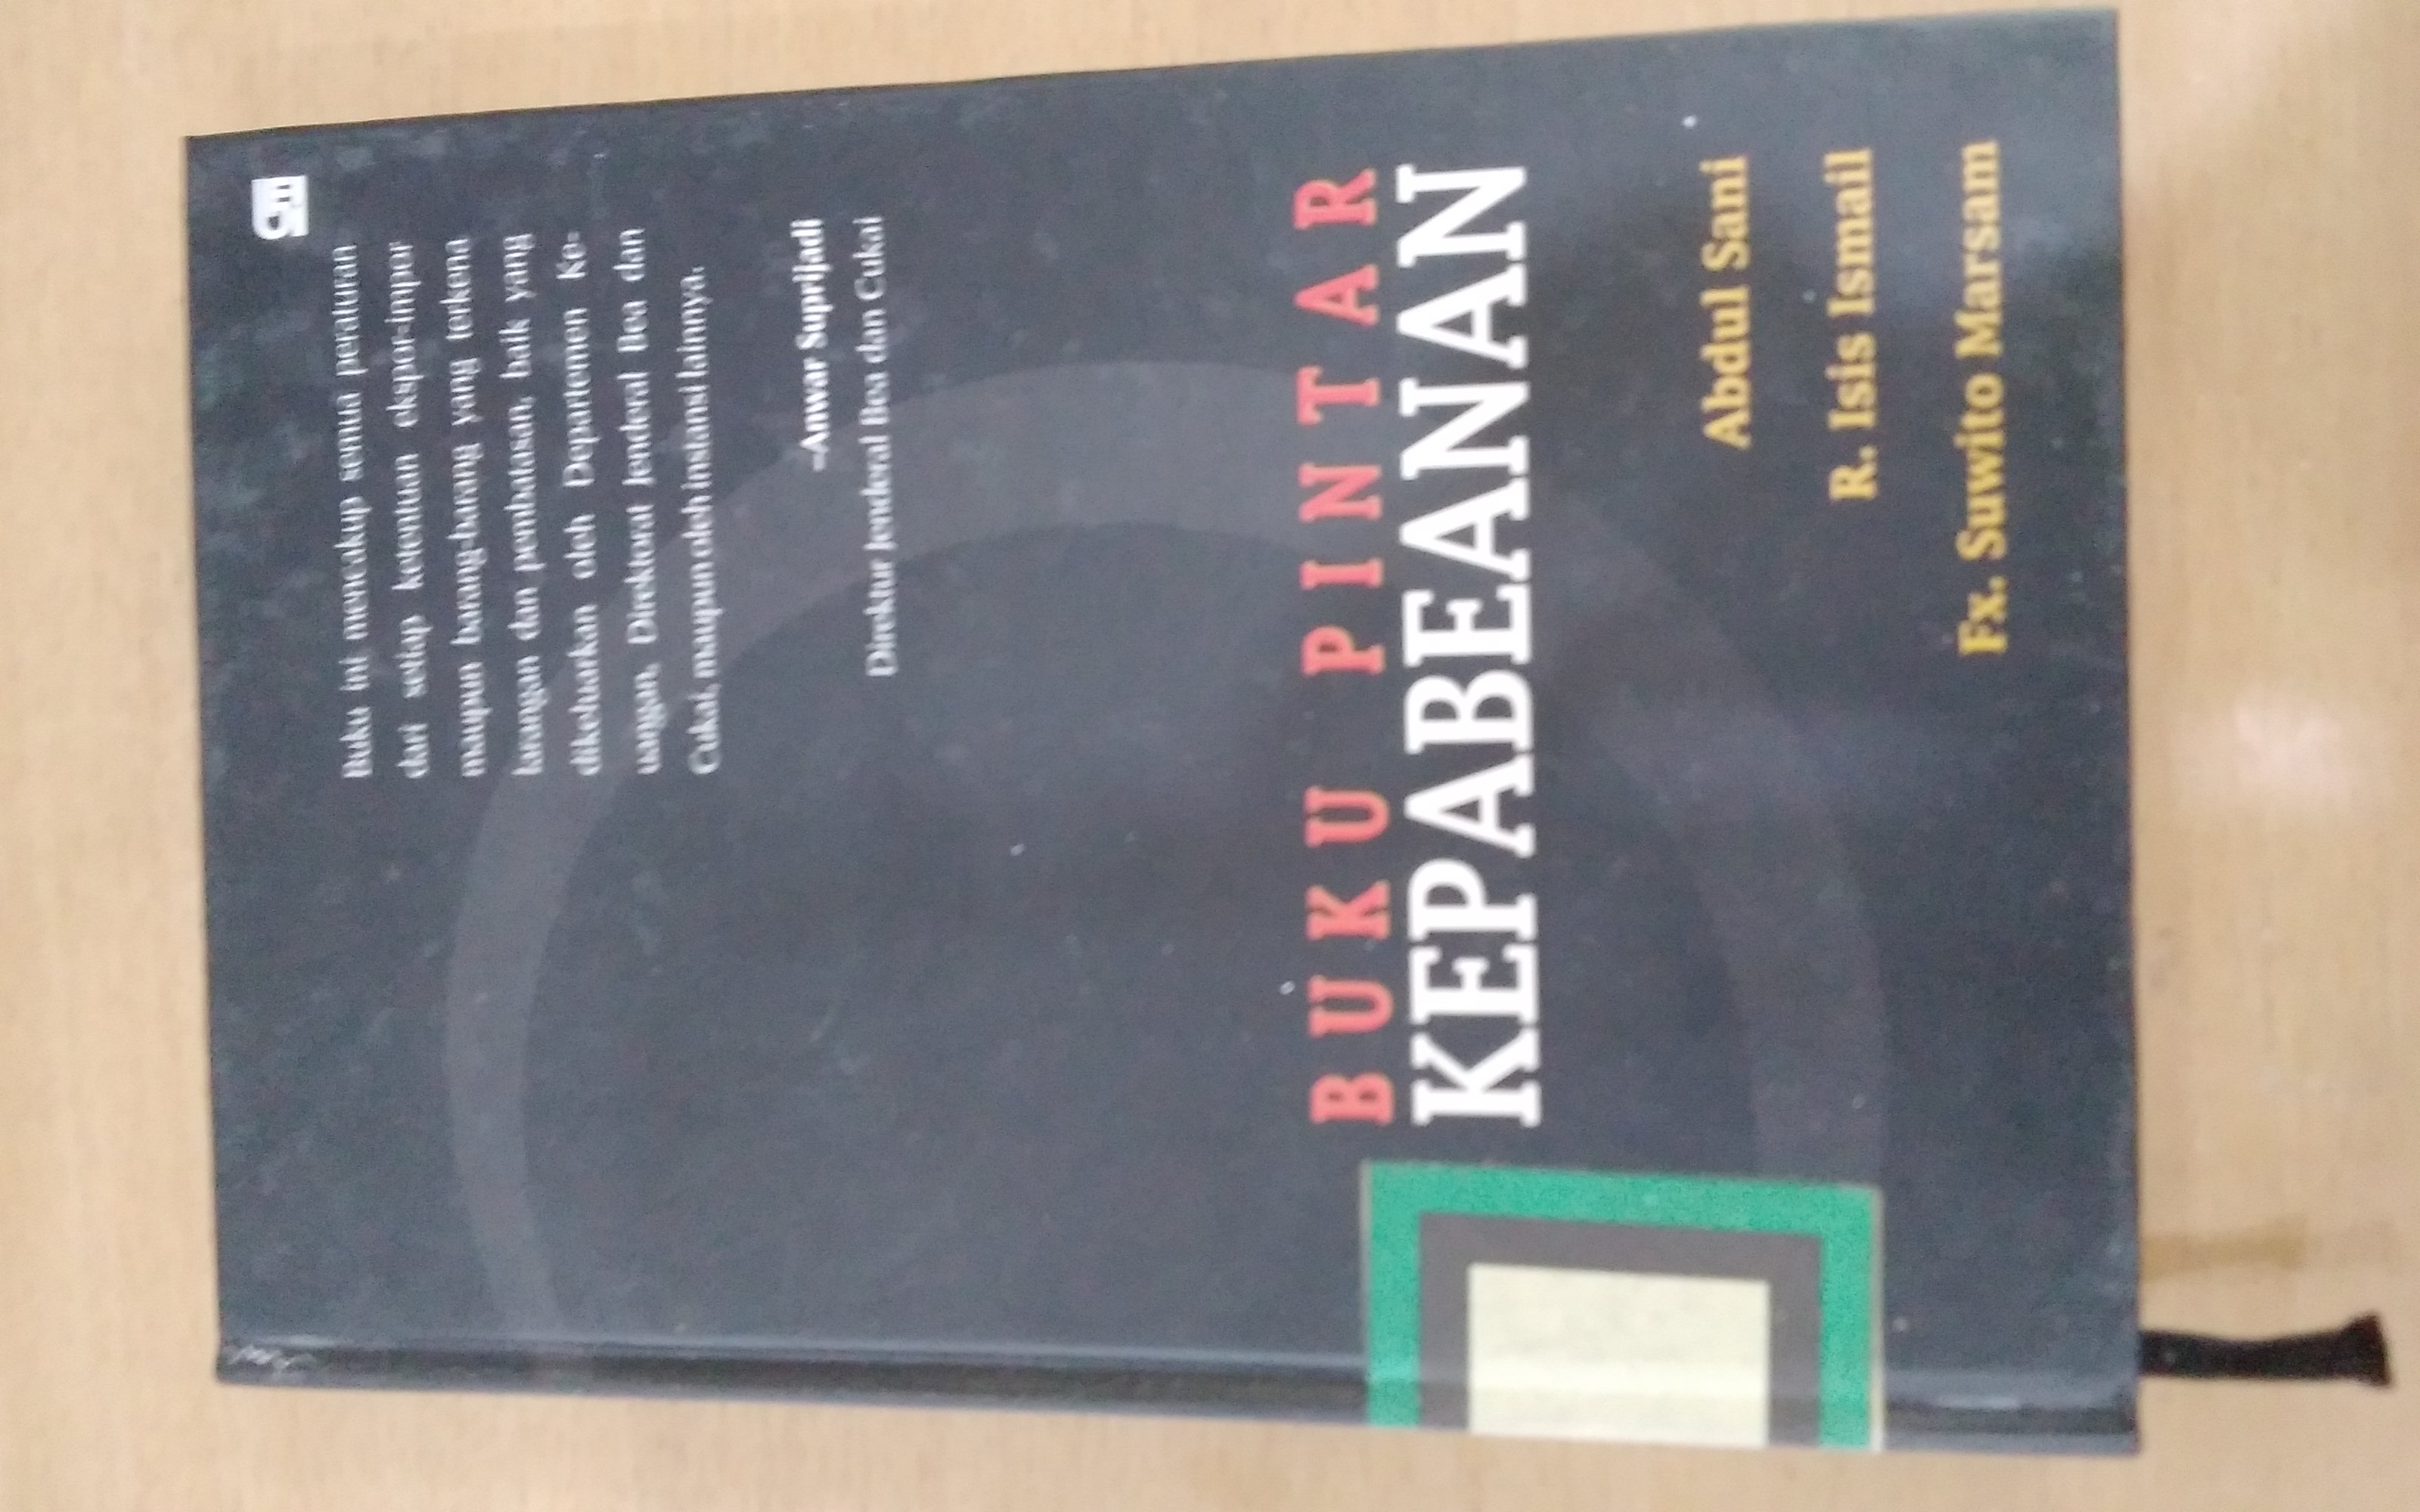 Buku ini mencakup semua peraturan
dari setiap ketentuan ekspor-impor
maupun barang-barang yang terkena
larangan dan pembatasan, baik yang
dikeluarkan oleh Departemen Ke-
uangan, Direktorat Jenderal Bea dan
Cukai, maupun oleh instansi lainnya.
-Anwar Suprijadi
Direktur Jenderal Bea dan Cukai
BUKU PINTAR
KEPABEANAN
Abdul Sani
R. Isis Ismail
Fx. Suwito Marsam